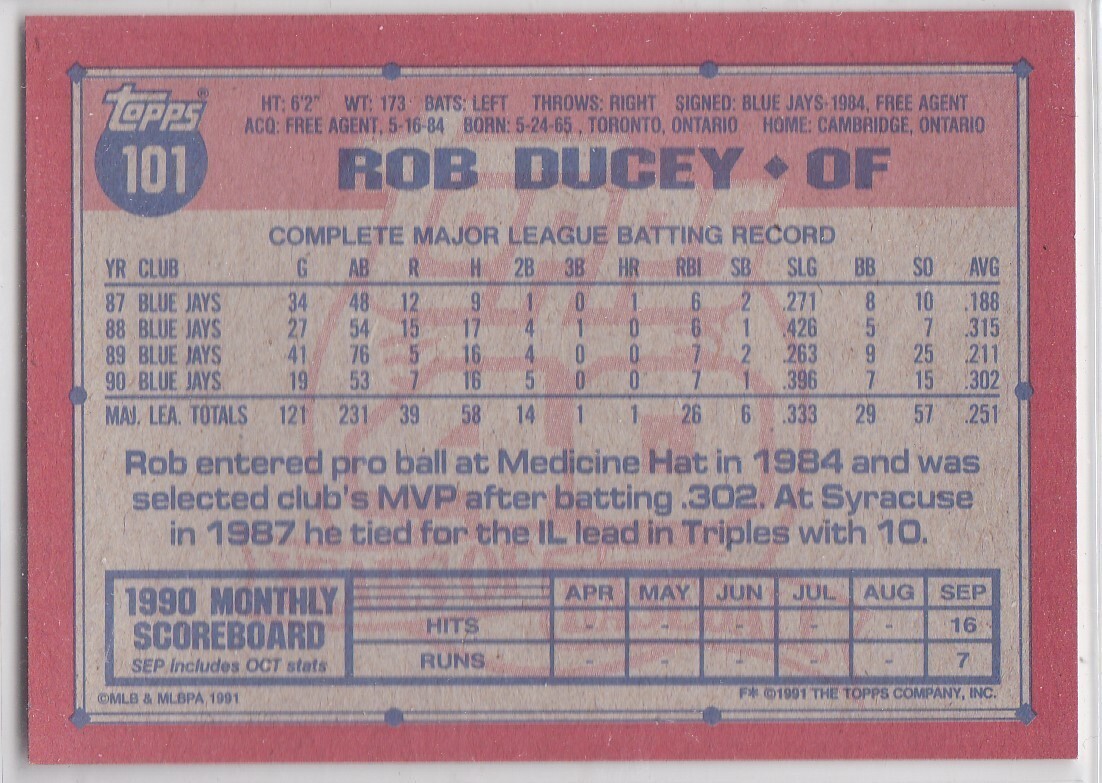 Topps®
101
HT: 6'2" WT: 173 BATS: LEFT THROWS: RIGHT SIGNED: BLUE JAYS-1984, FREE AGENT
ACQ: FREE AGENT, 5-16-84 BORN: 5-24-65 , TORONTO, ONTARIO HOME: CAMBRIDGE, ONTARIO
ROB DUCEY ♦ OF
COMPLETE MAJOR LEAGUE BATTING RECORD
YR CLUB G AB R H 2B 3B HR RBI SB SLG BB SO AVG
87 BLUE JAYS 34 48 12 9 1 0 1 6 2 .271 8 10 .188
88 BLUE JAYS 27 54 15 17 4 1 0 6 1 .426 5 7 .315
89 BLUE JAYS 41 76 5 16 4 0 0 7 2 .263 9 25 .211
90 BLUE JAYS 19 53 7 16 5 0 0 7 1 .396 7 15 .302
MAJ. LEA. TOTALS 121 231 39 58 14 1 1 26 6 .333 29 57 .251
Rob entered pro ball at Medicine Hat in 1984 and was
selected club's MVP after batting .302. At Syracuse
in 1987 he tied for the IL lead in Triples with 10.
1990 MONTHLY
SCOREBOARD
SEP includes OCT stats
APR MAY JUN JUL AUG SEP
HITS - - - - - 16
RUNS - - - - - 7
©MLB & MLBPA 1991
F* ©1991 THE TOPPS COMPANY, INC.